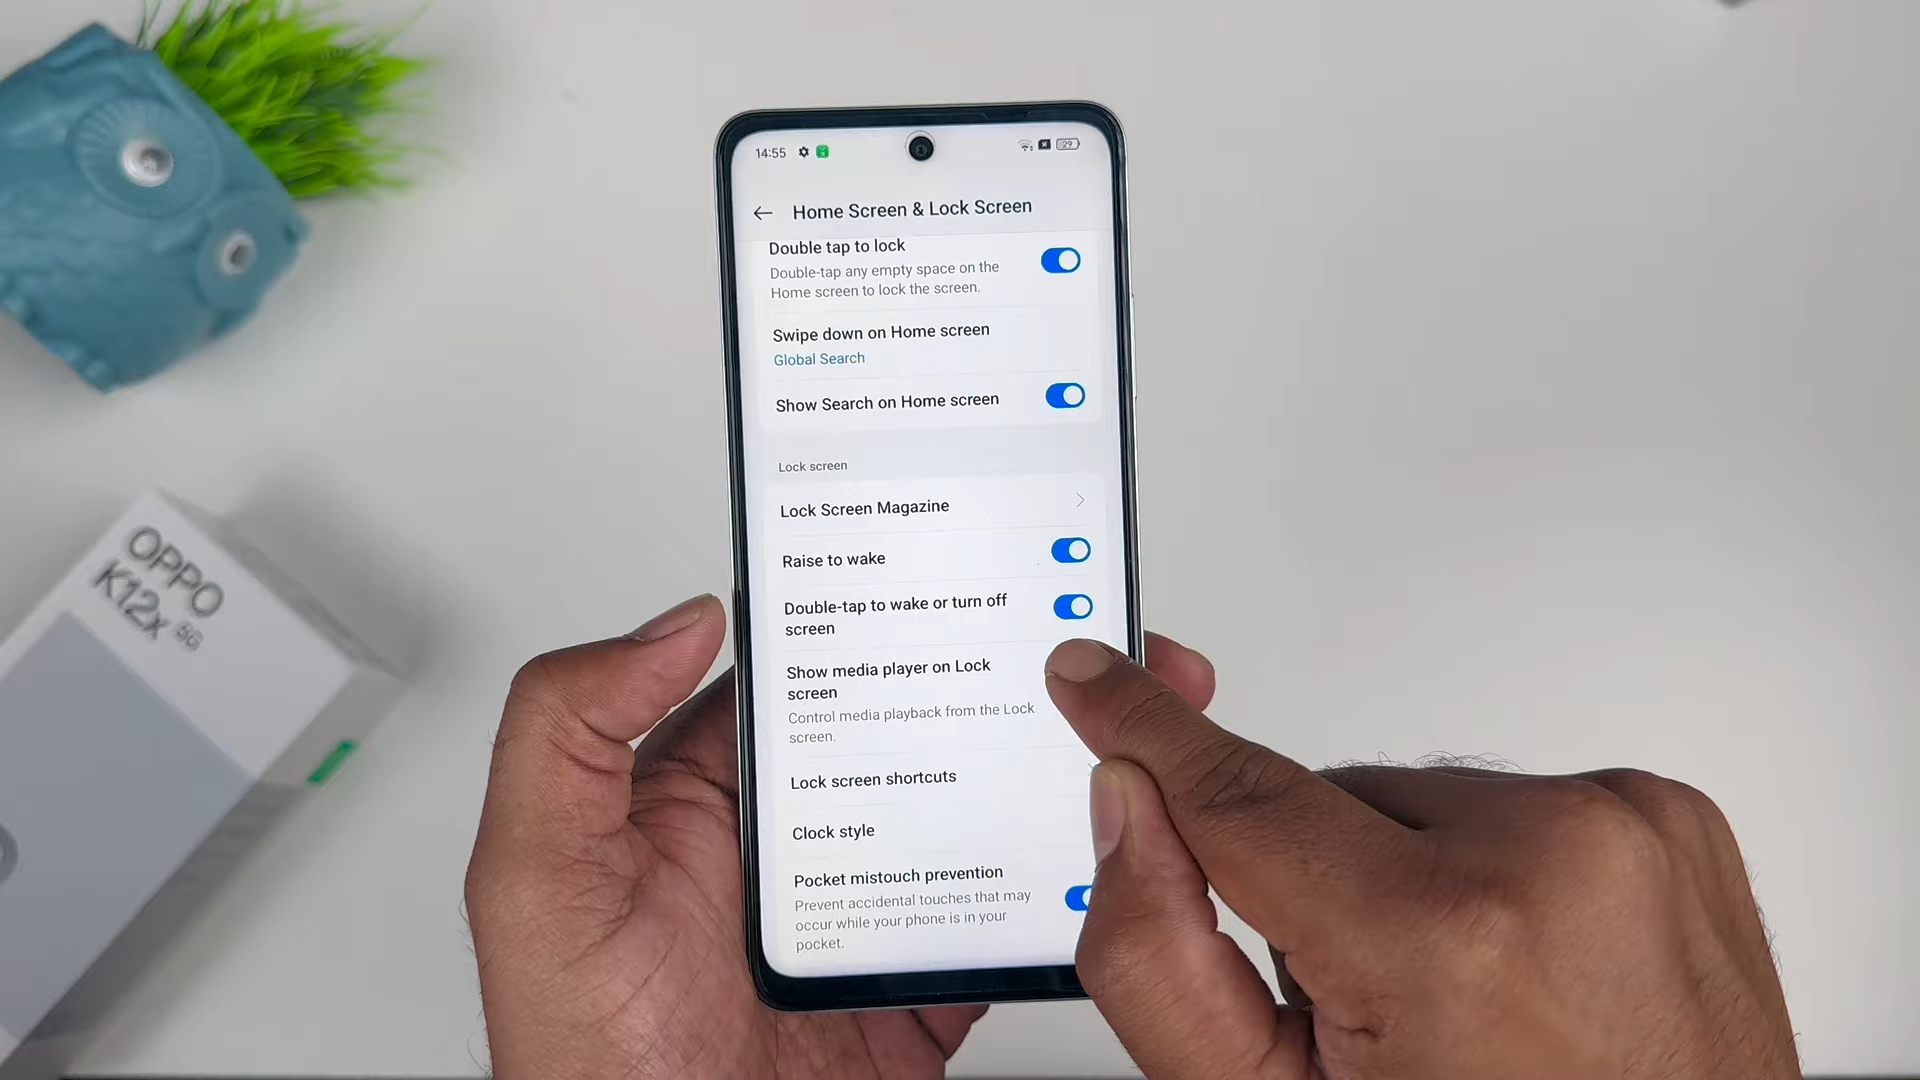 14:55
29
Home Screen & Lock Screen
Double tap to lock
Double-tap any empty space on the
Home screen to lock the screen.
Swipe down on Home screen
Global Search
Show Search on Home screen
Lock screen
Lock Screen Magazine
Raise to wake
Double-tap to wake or turn off
screen
Show media player on Lock
screen
Control media playback from the Lock
screen.
Lock screen shortcuts
Clock style
Pocket mistouch prevention
Prevent accidental touches that may
occur while your phone is in your
pocket.
OPPO
K12x 5G